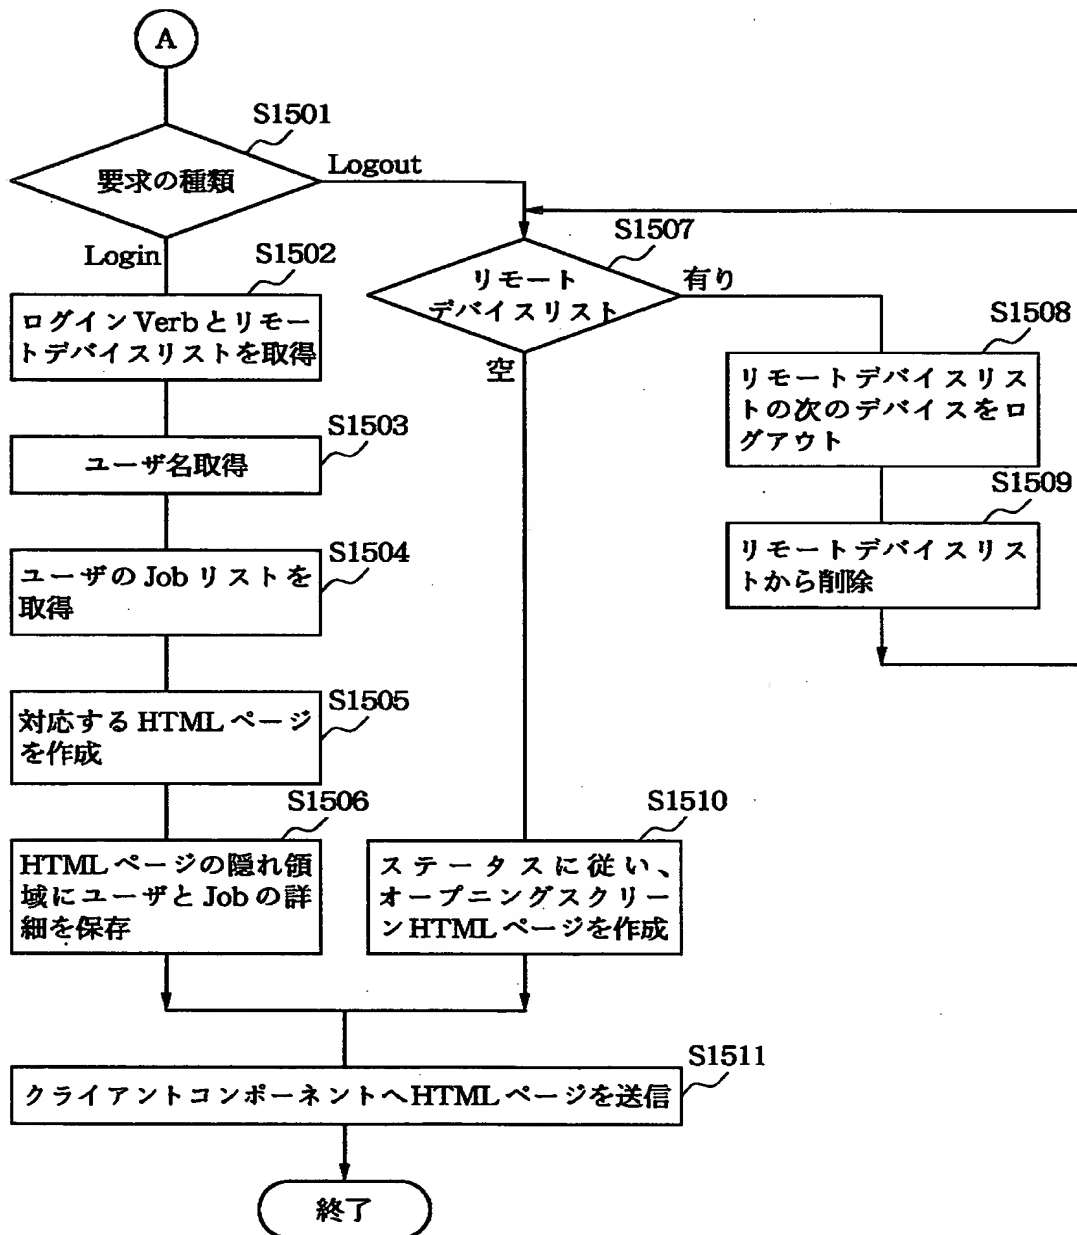 A
S1501
要求の種類
Logout
Login
S1502
ログインVerbとリモー
トデバイスリストを取得
S1503
ユーザ名取得
S1504
ユーザのJobリストを
取得
S1505
対応するHTMLページ
を作成
S1506
HTMLページの隠れ領
域にユーザとJobの詳
細を保存
S1507
リモート
デバイスリスト
有り
空
S1508
リモートデバイスリス
トの次のデバイスをロ
グアウト
S1509
リモートデバイスリス
トから削除
S1510
ステータスに従い、
オープニングスクリー
ンHTMLページを作成
S1511
クライアントコンポーネントへHTMLページを送信
終了